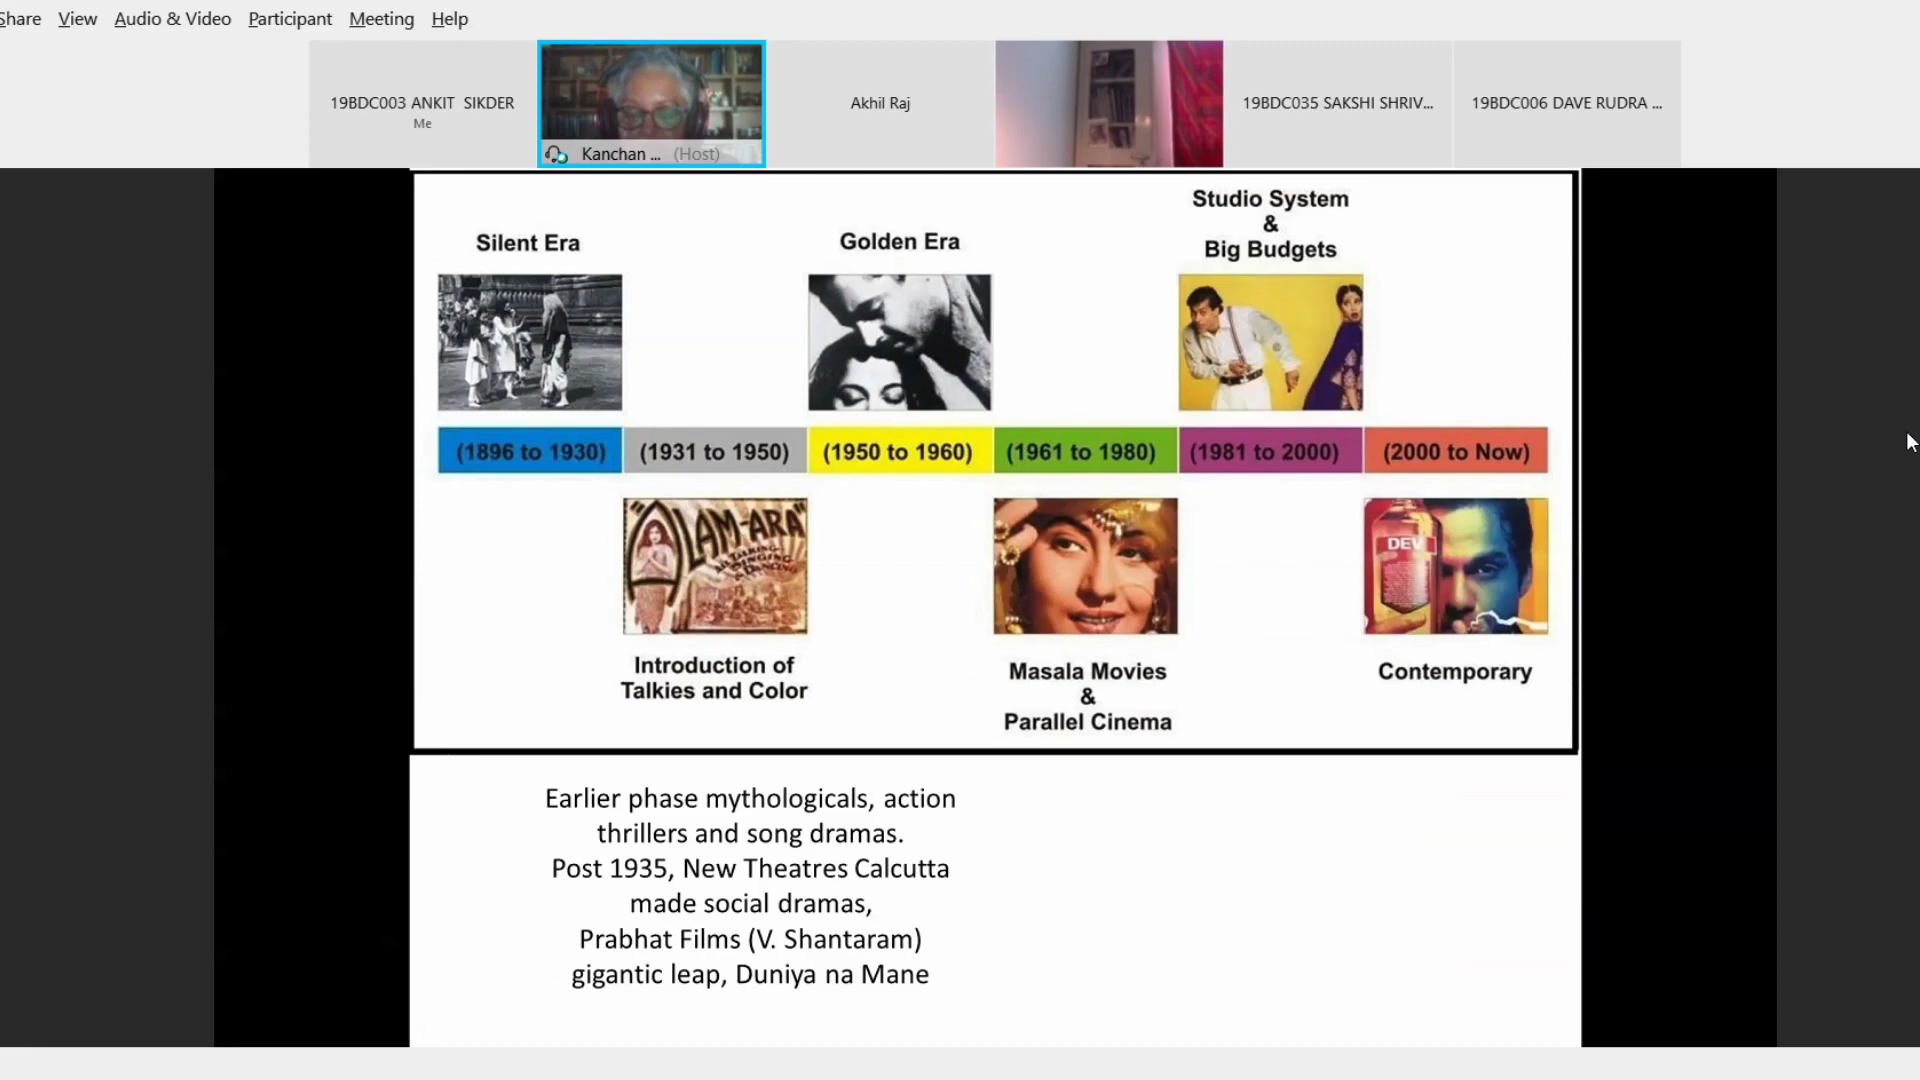 Share View Audio & Video Participant Meeting Help
19BDC003 ANKIT SIKDER
Me
Kanchan ... (Host)
Akhil Raj
19BDC035 SAKSHI SHRIV...
19BDC006 DAVE RUDRA ...
Silent Era
Golden Era
Studio System
&
Big Budgets
(1896 to 1930) (1931 to 1950) (1950 to 1960) (1961 to 1980) (1981 to 2000) (2000 to Now)
"ALAM-ARA"
ALL TALKING
SINGING
DANCING
DEV
Introduction of
Talkies and Color
Masala Movies
&
Parallel Cinema
Contemporary
Earlier phase mythologicals, action
thrillers and song dramas.
Post 1935, New Theatres Calcutta
made social dramas,
Prabhat Films (V. Shantaram)
gigantic leap, Duniya na Mane